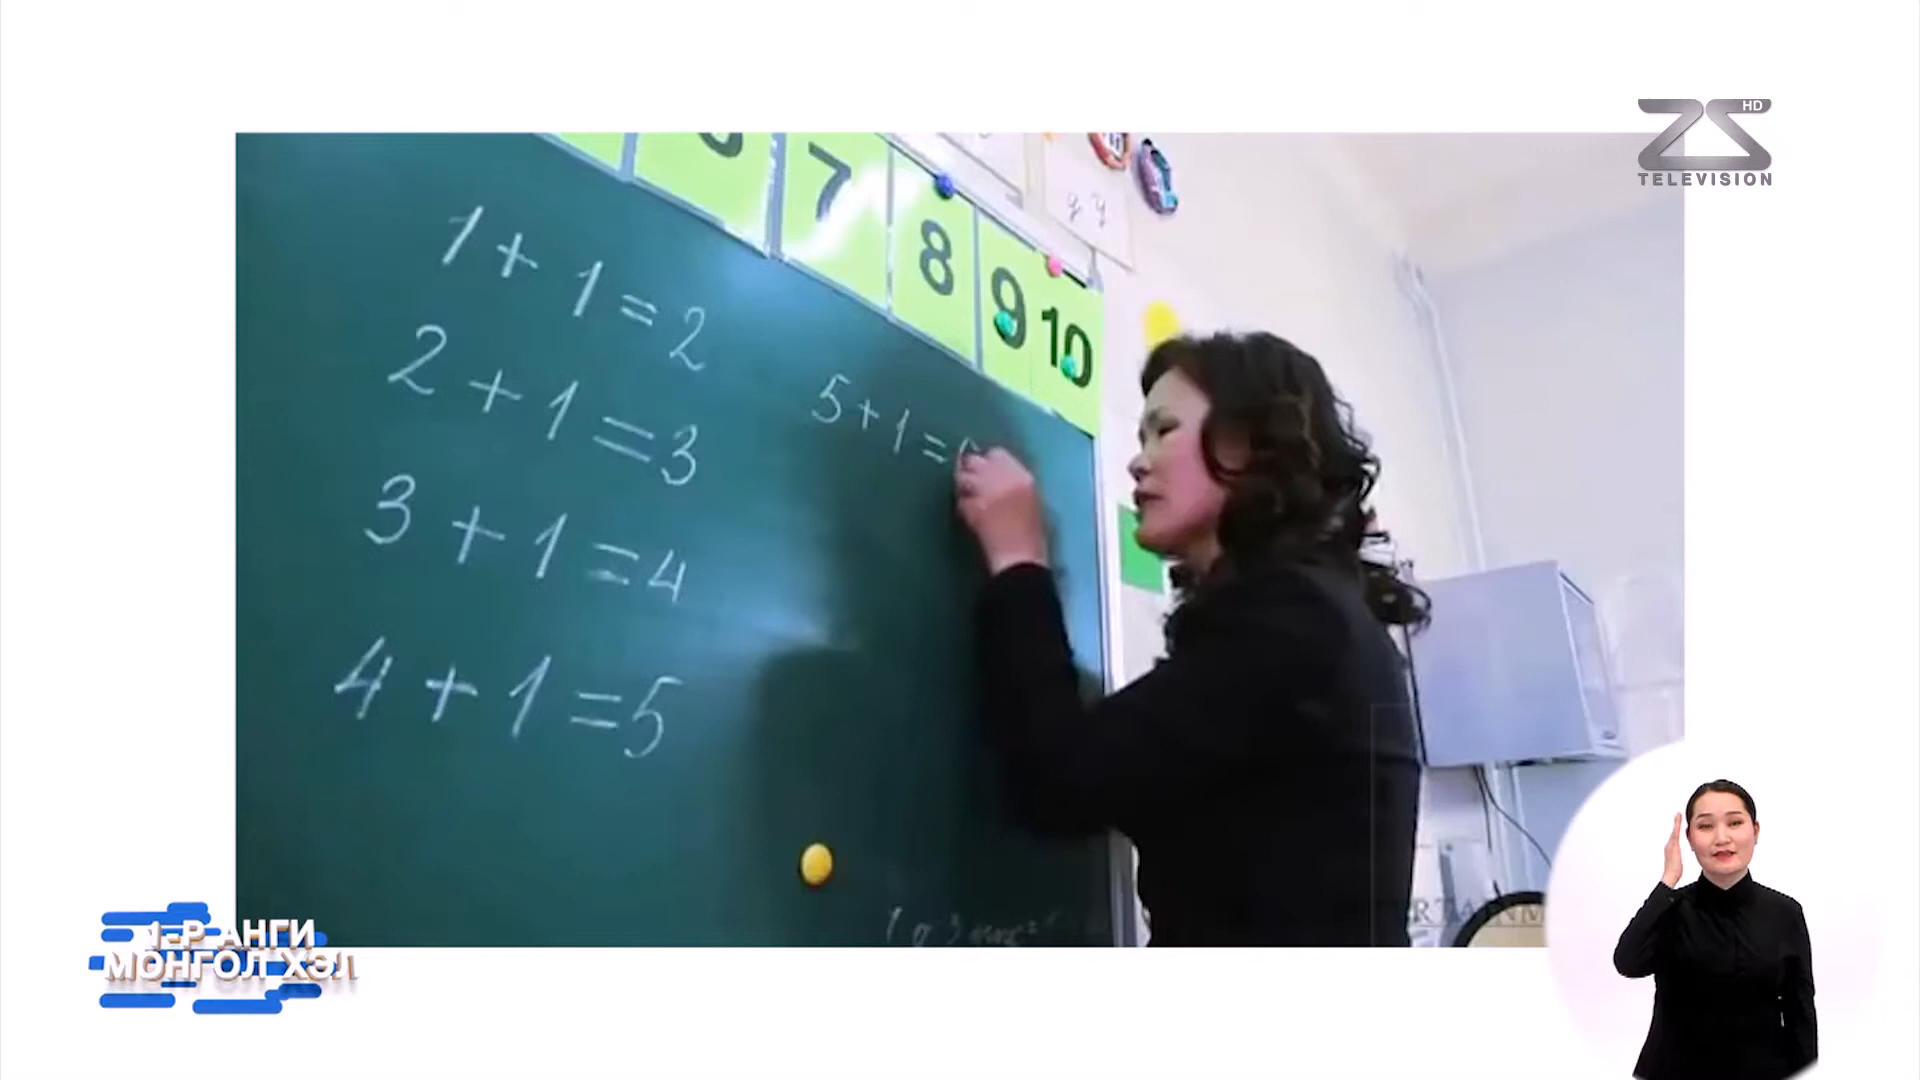 HD
TELEVISION
7
8
9
10
1 + 1 = 2
2 + 1 = 3
3 + 1 = 4
4 + 1 = 5
5 + 1 =
1-Р АНГИ
МОНГОЛ ХЭЛ